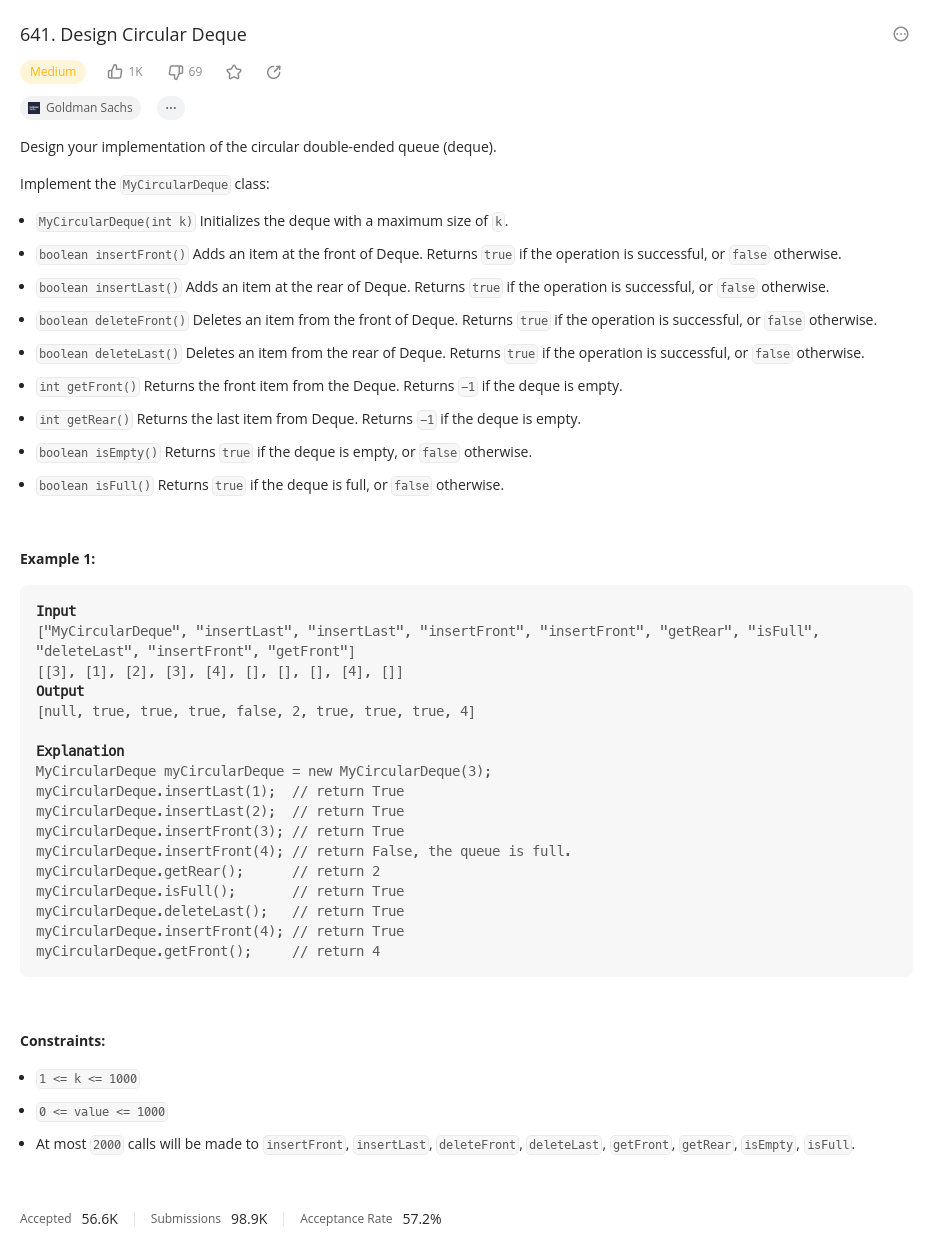 641. Design Circular Deque
Medium 1K 69
Goldman Sachs ...
Design your implementation of the circular double-ended queue (deque).
Implement the MyCircularDeque class:
• MyCircularDeque(int k) Initializes the deque with a maximum size of k.
• boolean insertFront() Adds an item at the front of Deque. Returns true if the operation is successful, or false otherwise.
• boolean insertLast() Adds an item at the rear of Deque. Returns true if the operation is successful, or false otherwise.
• boolean deleteFront() Deletes an item from the front of Deque. Returns true if the operation is successful, or false otherwise.
• boolean deleteLast() Deletes an item from the rear of Deque. Returns true if the operation is successful, or false otherwise.
• int getFront() Returns the front item from the Deque. Returns -1 if the deque is empty.
• int getRear() Returns the last item from Deque. Returns -1 if the deque is empty.
• boolean isEmpty() Returns true if the deque is empty, or false otherwise.
• boolean isFull() Returns true if the deque is full, or false otherwise.
Example 1:
Input
["MyCircularDeque", "insertLast", "insertLast", "insertFront", "insertFront", "getRear", "isFull",
"deleteLast", "insertFront", "getFront"]
[[3], [1], [2], [3], [4], [], [], [], [4], []]
Output
[null, true, true, true, false, 2, true, true, true, 4]
Explanation
MyCircularDeque myCircularDeque = new MyCircularDeque(3);
myCircularDeque.insertLast(1);  // return True
myCircularDeque.insertLast(2);  // return True
myCircularDeque.insertFront(3); // return True
myCircularDeque.insertFront(4); // return False, the queue is full.
myCircularDeque.getRear();      // return 2
myCircularDeque.isFull();       // return True
myCircularDeque.deleteLast();   // return True
myCircularDeque.insertFront(4); // return True
myCircularDeque.getFront();     // return 4
Constraints:
• 1 <= k <= 1000
• 0 <= value <= 1000
• At most 2000 calls will be made to insertFront, insertLast, deleteFront, deleteLast, getFront, getRear, isEmpty, isFull.
Accepted 56.6K Submissions 98.9K Acceptance Rate 57.2%